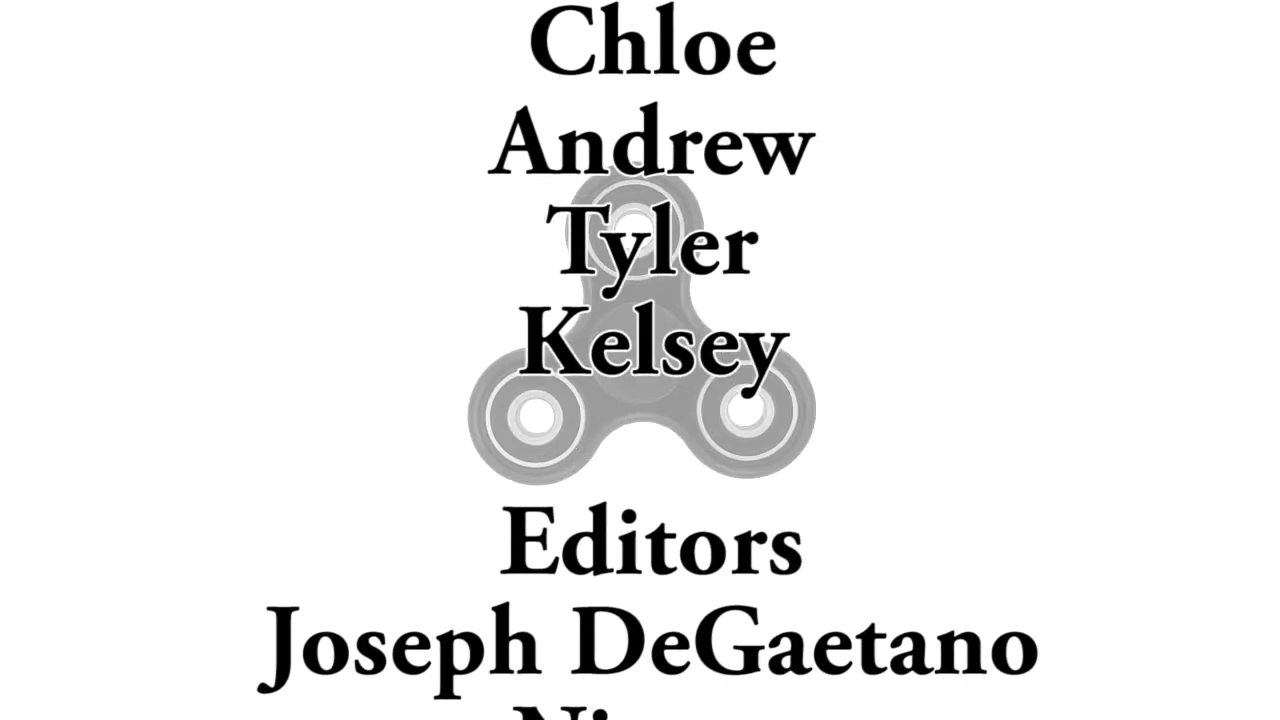 Chloe
Andrew
Tyler
Kelsey
Editors
Joseph DeGaetano